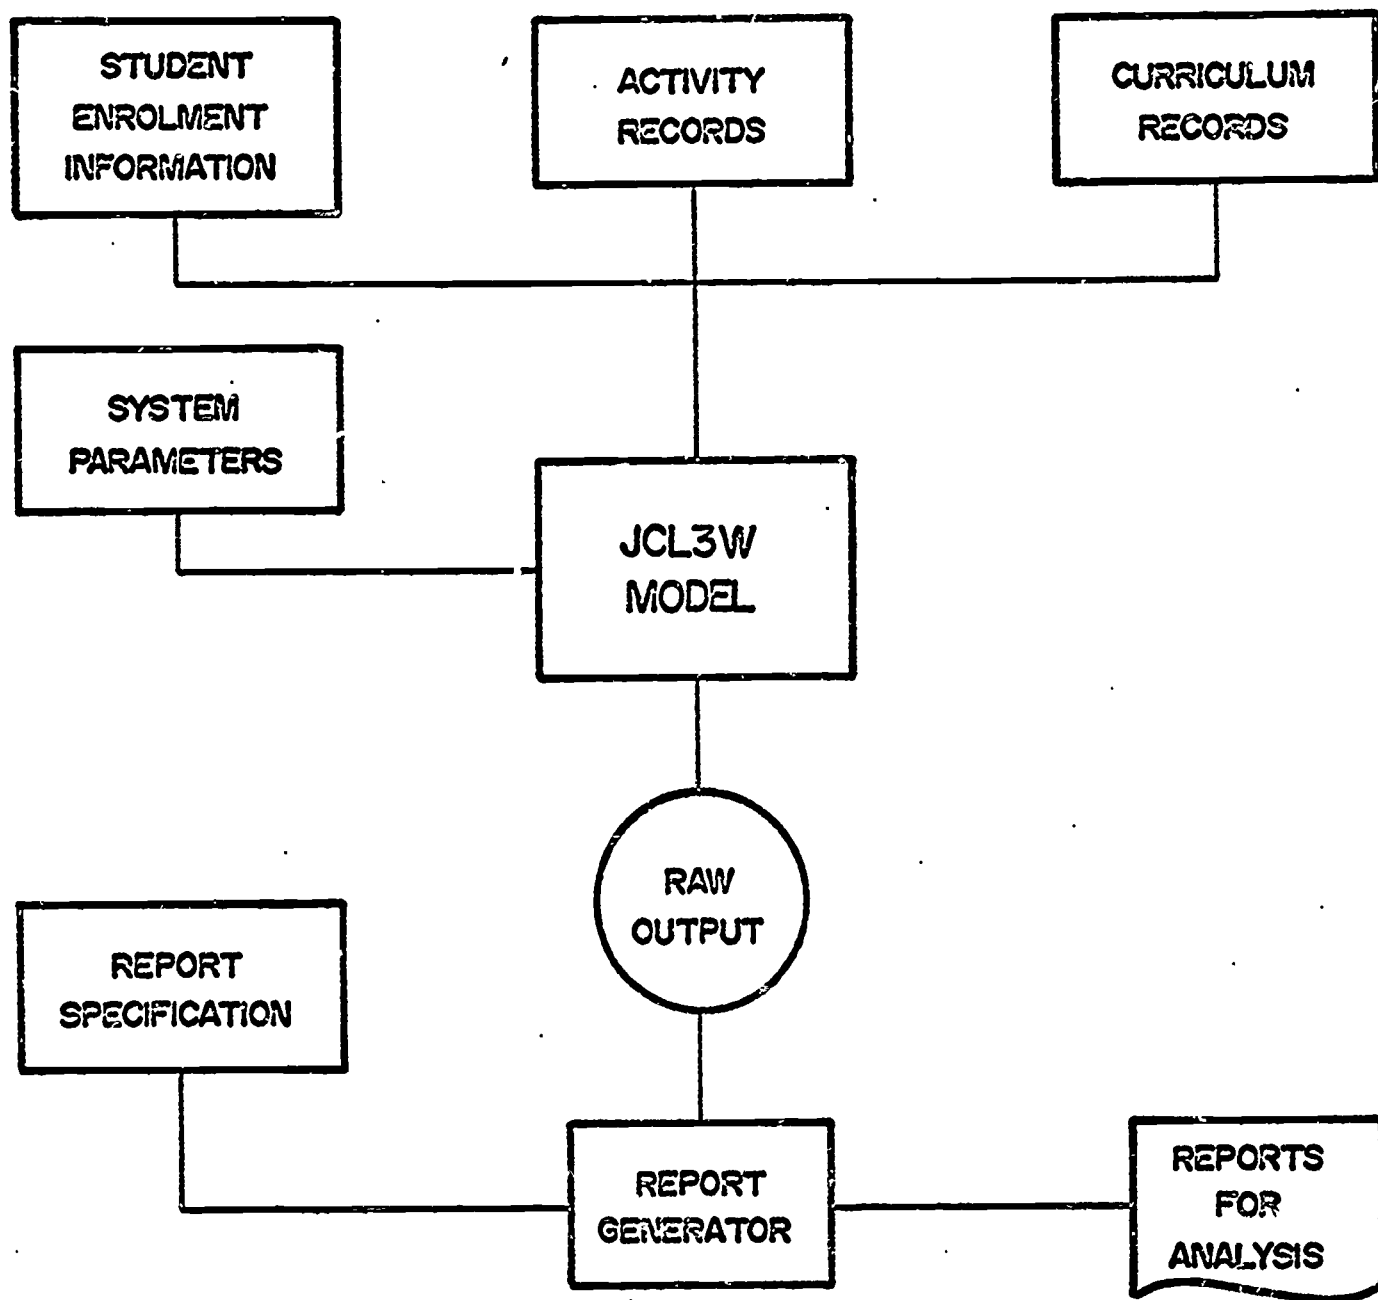 STUDENT
ENROLMENT
INFORMATION
ACTIVITY
RECORDS
CURRICULUM
RECORDS
SYSTEM
PARAMETERS
JCL3W
MODEL
RAW
OUTPUT
REPORT
SPECIFICATION
REPORT
GENERATOR
REPORTS
FOR
ANALYSIS